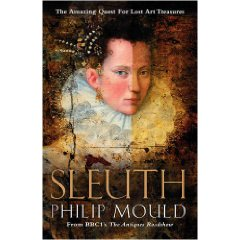 The Amazing Quest For Lost Art Treasures
SLEUTH
PHILIP MOULD
From BBC1's The Antiques Roadshow